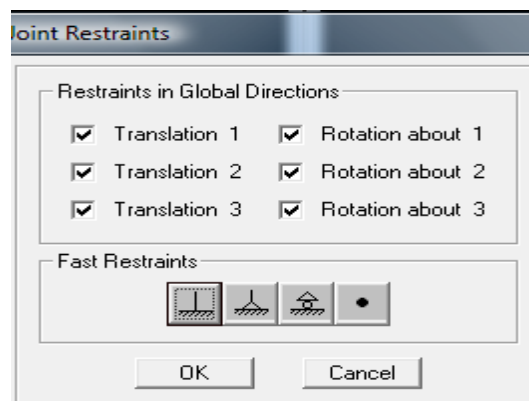 Joint Restraints
Restraints in Global Directions
Translation 1 Rotation about 1
Translation 2 Rotation about 2
Translation 3 Rotation about 3
Fast Restraints
OK Cancel